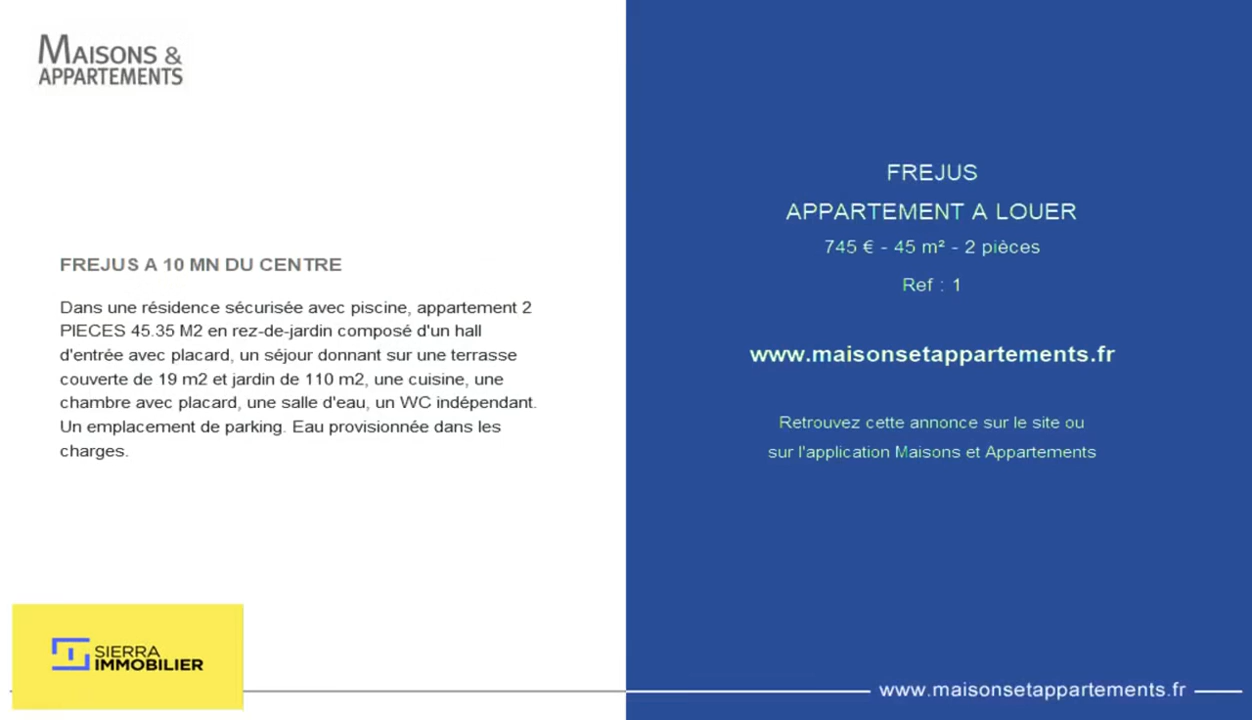 MAISONS &
APPARTEMENTS
FREJUS A 10 MN DU CENTRE
Dans une résidence sécurisée avec piscine, appartement 2
PIECES 45.35 M2 en rez-de-jardin composé d'un hall
d'entrée avec placard, un séjour donnant sur une terrasse
couverte de 19 m2 et jardin de 110 m2, une cuisine, une
chambre avec placard, une salle d'eau, un WC indépendant.
Un emplacement de parking. Eau provisionnée dans les
charges.
SIERRA
IMMOBILIER
FREJUS
APPARTEMENT A LOUER
745 € - 45 m² - 2 pièces
Ref : 1
www.maisonsetappartements.fr
Retrouvez cette annonce sur le site ou
sur l'application Maisons et Appartements
www.maisonsetappartements.fr